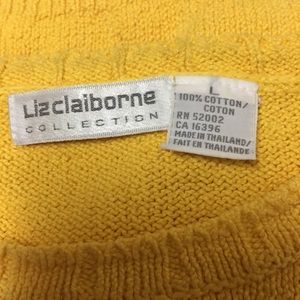 Lizclaiborne
COLLECTION
L
100% COTTON/
COTON
RN 52002
CA 16396
MADE IN THAILAND/
FAIT EN THAILANDE